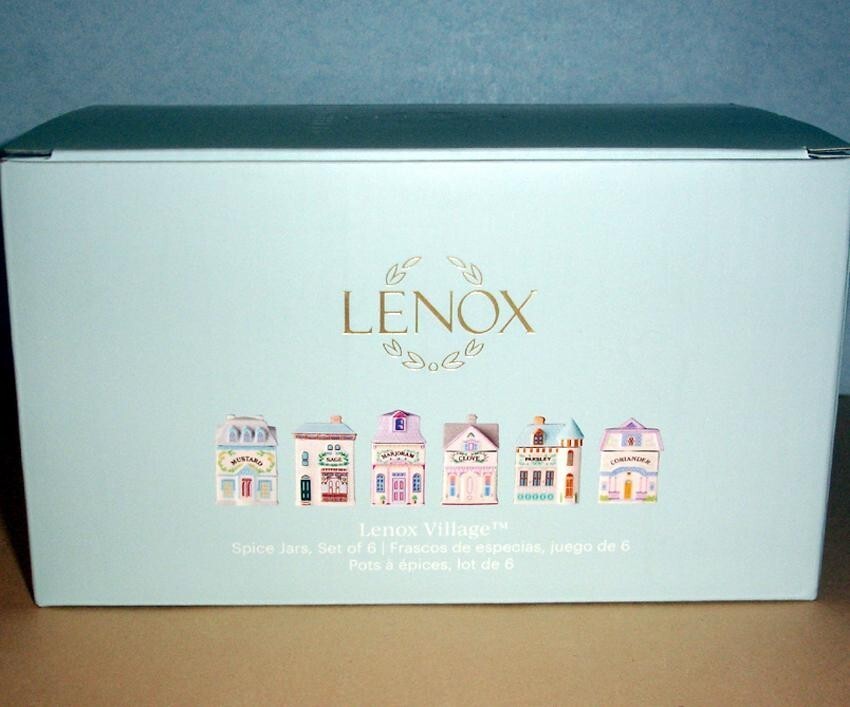 LENOX
MUSTARD
SAGE
MARJORAM
CLOVE
PARSLEY
CORIANDER
Lenox Village™
Spice Jars, Set of 6 | Frascos de especias, juego de 6
Pots à épices, lot de 6